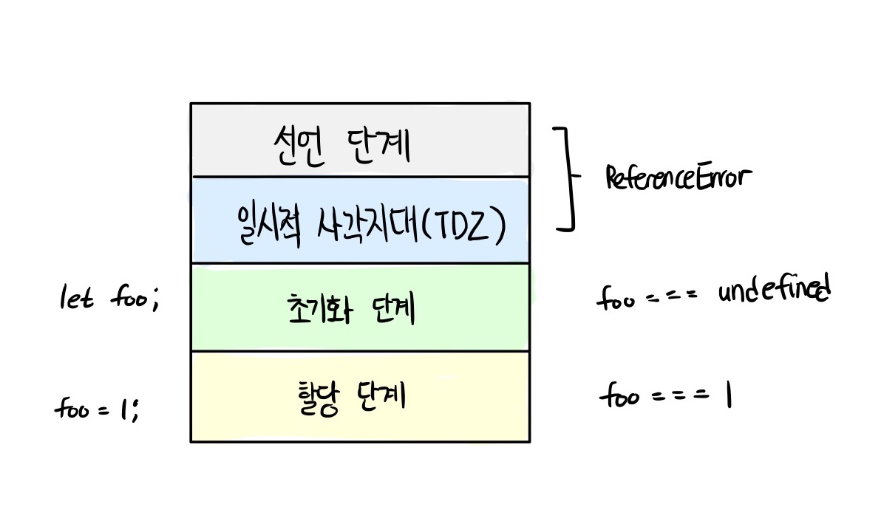 선언 단계
ReferenceError
일시적 사각지대(TDZ)
let foo;
초기화 단계
foo === undefined
foo = 1;
할당 단계
foo === 1